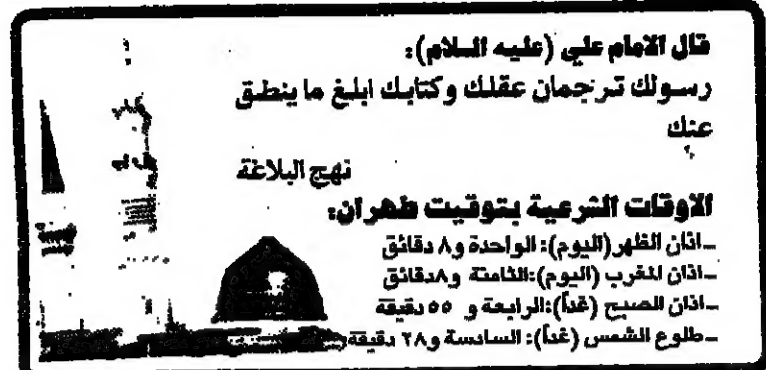 قال الامام علي (عليه السلام):
رسولك ترجمان عقلك وكتابك ابلغ ما ينطق
عنك
نهج البلاغة
الاوقات الشرعية بتوقيت طهران:
ـ اذان الظهر (اليوم): الواحدة و٨ دقائق
ـ اذان المغرب (اليوم): الثامنة و٨ دقائق
ـ اذان الصبح (غداً): الرابعة و ٥٥ دقيقة
ـ طلوع الشمس (غداً): السادسة و٢٨ دقيقة